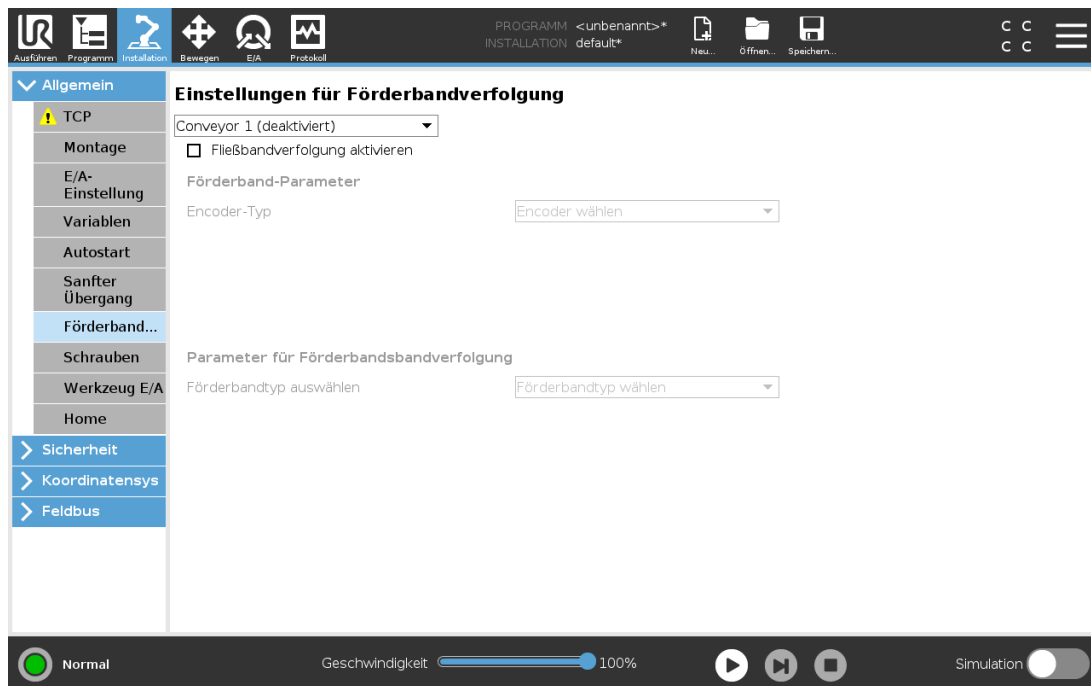 PROGRAMM <unbenannt>*
INSTALLATION default*
C C
C C
Ausführen Programm Installation Bewegen E/A Protokoll Neu... Öffnen... Speichern...
Allgemein
TCP
Montage
E/A-
Einstellung
Variablen
Autostart
Sanfter
Übergang
Förderband...
Schrauben
Werkzeug E/A
Home
Sicherheit
Koordinatensys
Feldbus
Einstellungen für Förderbandverfolgung
Conveyor 1 (deaktiviert)
Fließbandverfolgung aktivieren
Förderband-Parameter
Encoder-Typ Encoder wählen
Parameter für Förderbandsbandverfolgung
Förderbandtyp auswählen Förderbandtyp wählen
Normal Geschwindigkeit 100% Simulation